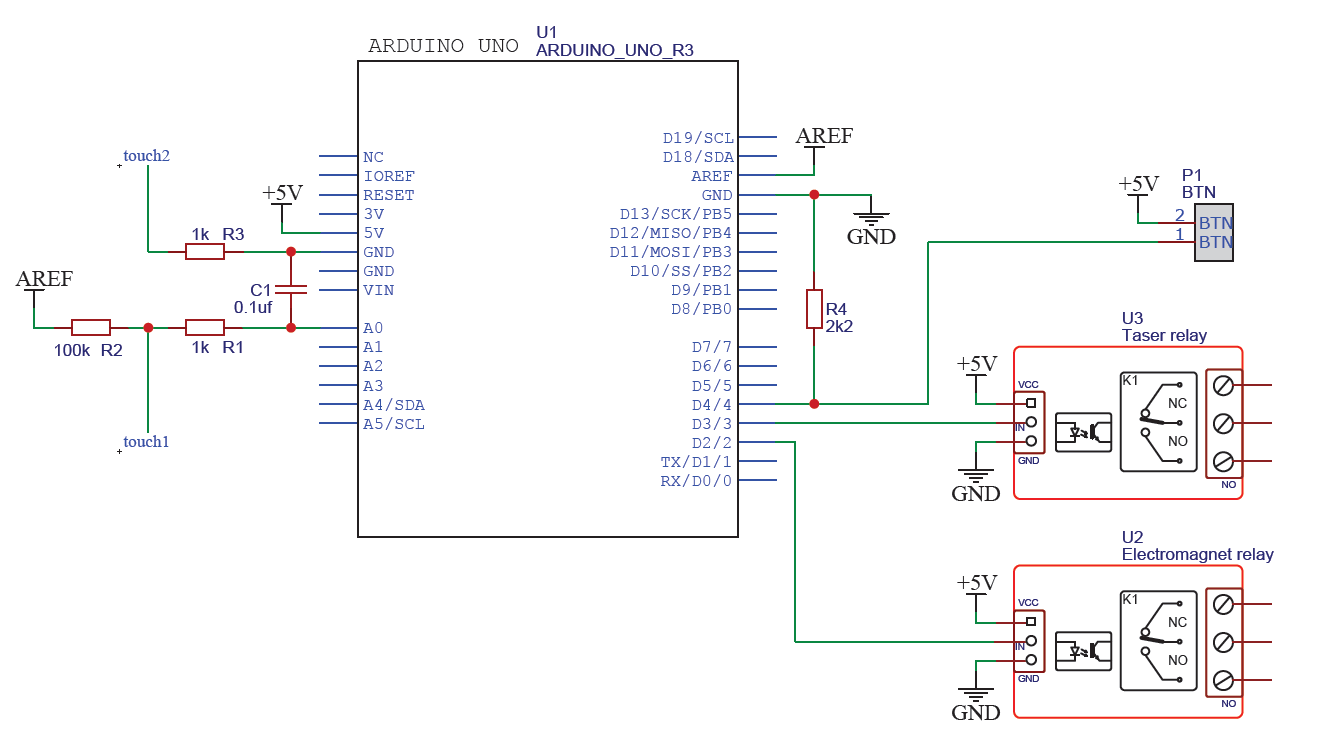 ARDUINO UNO
U1
ARDUINO_UNO_R3
touch2
+5V
1k R3
C1
0.1uf
AREF
100k R2
1k R1
touch1
NC
IOREF
RESET
3V
5V
GND
GND
VIN
A0
A1
A2
A3
A4/SDA
A5/SCL
D19/SCL
D18/SDA
AREF
GND
D13/SCK/PB5
D12/MISO/PB4
D11/MOSI/PB3
D10/SS/PB2
D9/PB1
D8/PB0
D7/7
D6/6
D5/5
D4/4
D3/3
D2/2
TX/D1/1
RX/D0/0
AREF
GND
R4
2k2
P1
BTN
+5V
2 BTN
1 BTN
U3
Taser relay
+5V
VCC
IN
GND
GND
K1
NC
NO
NO
U2
Electromagnet relay
+5V
VCC
IN
GND
GND
K1
NC
NO
NO